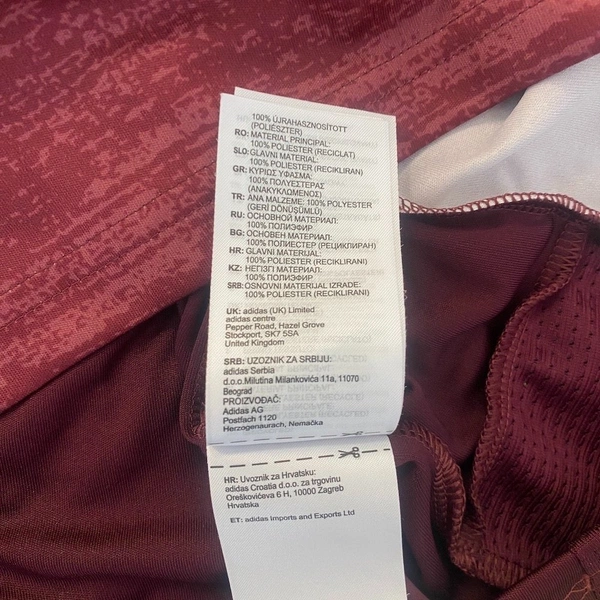 100% ÚJRAHASZNOSÍTOTT
(POLIÉSZTER)
RO: MATERIAL PRINCIPAL:
100% POLIESTER (RECICLAT)
SLO: GLAVNI MATERIAL:
100% POLIESTER (RECIKLIRAN)
GR: ΚΥΡΙΩΣ ΥΦΑΣΜΑ:
100% ΠΟΛΥΕΣΤΕΡΑΣ
(ΑΝΑΚΥΚΛΩΜΕΝΟΣ)
TR: ANA MALZEME: 100% POLYESTER
(GERİ DÖNÜŞÜMLÜ)
RU: ОСНОВНОЙ МАТЕРИАЛ:
100% ПОЛИЭФИР
BG: ОСНОВЕН МАТЕРИАЛ:
100% ПОЛИЕСТЕР (РЕЦИКЛИРАН)
HR: GLAVNI MATERIJAL:
100% POLIESTER (RECIKLIRANI)
KZ: НЕГІЗГІ МАТЕРИАЛ:
100% ПОЛИЭФИР
SRB: OSNOVNI MATERIJAL IZRADE:
100% POLIESTER (RECIKLIRANI)
UK: adidas (UK) Limited
adidas centre
Pepper Road, Hazel Grove
Stockport, SK7 5SA
United Kingdom
SRB: UZOZNIK ZA SRBIJU:
adidas Serbia
d.o.o.Milutina Milankovića 11a, 11070
Beograd
PROIZVOĐAČ:
Adidas AG
Postfach 1120
Herzogenaurach, Nemačka
HR: Uvoznik za Hrvatsku:
adidas Croatia d.o.o. za trgovinu
Oreškovićeva 6 H, 10000 Zagreb
Hrvatska
ET: adidas Imports and Exports Ltd